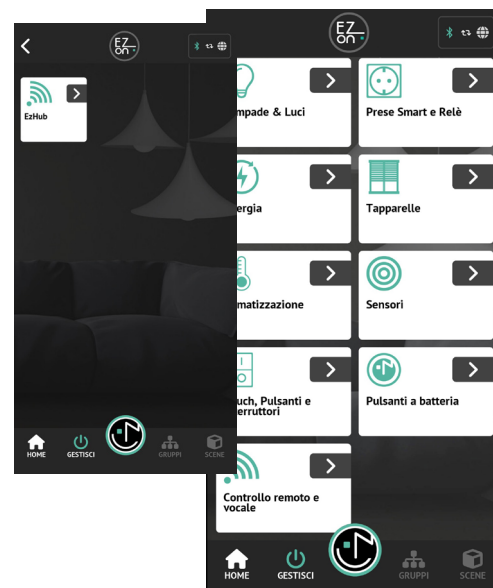 EZ
on
EzHub
HOME
GESTISCI
GRUPPI
SCENE
EZ
on
mpade & Luci
Prese Smart e Relè
ergia
Tapparelle
matizzazione
Sensori
uch, Pulsanti e
erruttori
Pulsanti a batteria
Controllo remoto e
vocale
HOME
GESTISCI
GRUPPI
SCENE